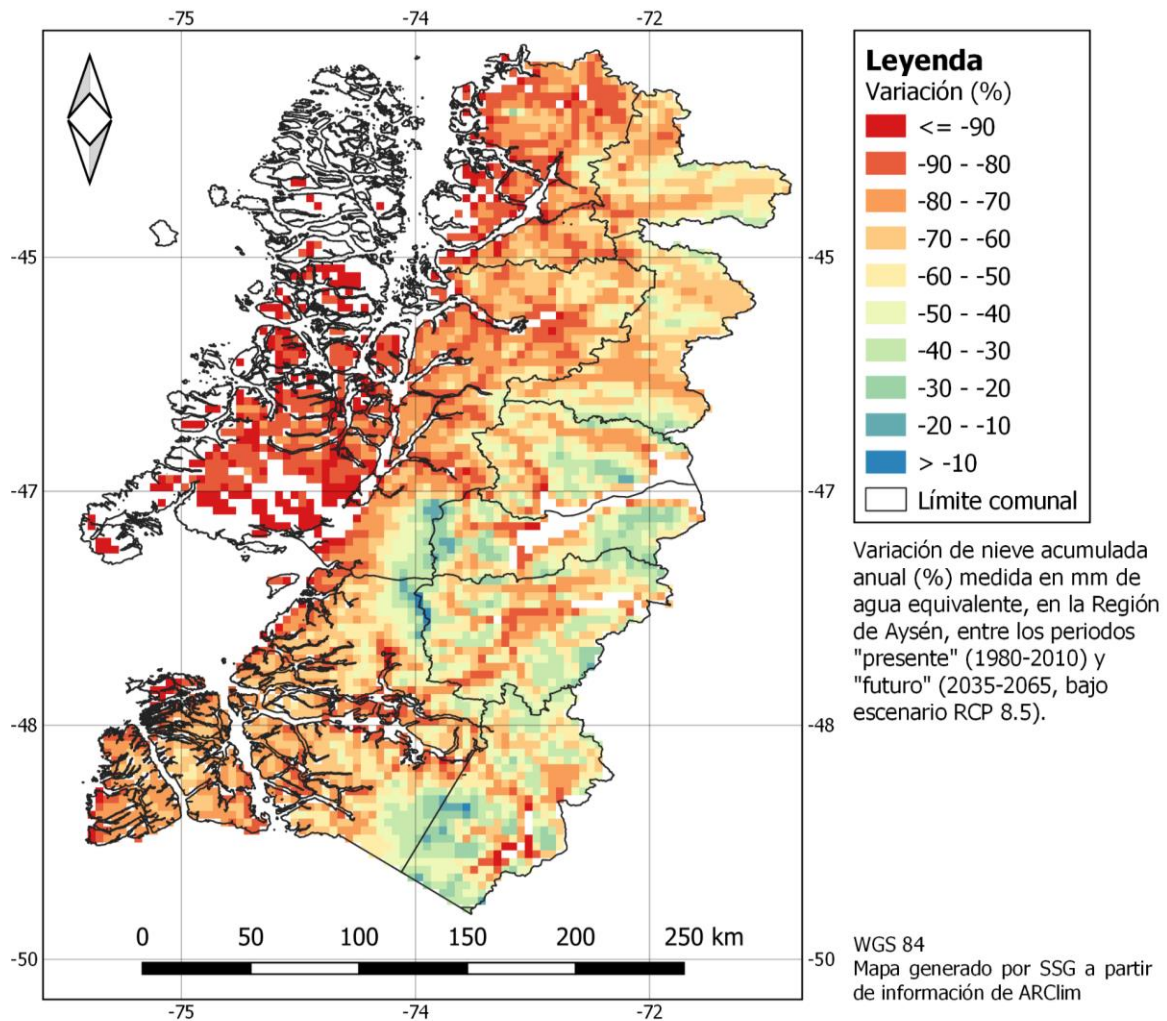 -75
-74
-72
-45
-47
-48
-50
0
50
100
150
200
250 km
-75
-74
-72
Leyenda
Variación (%)
<= -90
-90 - -80
-80 - -70
-70 - -60
-60 - -50
-50 - -40
-40 - -30
-30 - -20
-20 - -10
> -10
Límite comunal
Variación de nieve acumulada
anual (%) medida en mm de
agua equivalente, en la Región
de Aysén, entre los periodos
"presente" (1980-2010) y
"futuro" (2035-2065, bajo
escenario RCP 8.5).
WGS 84
Mapa generado por SSG a partir
de información de ARClim